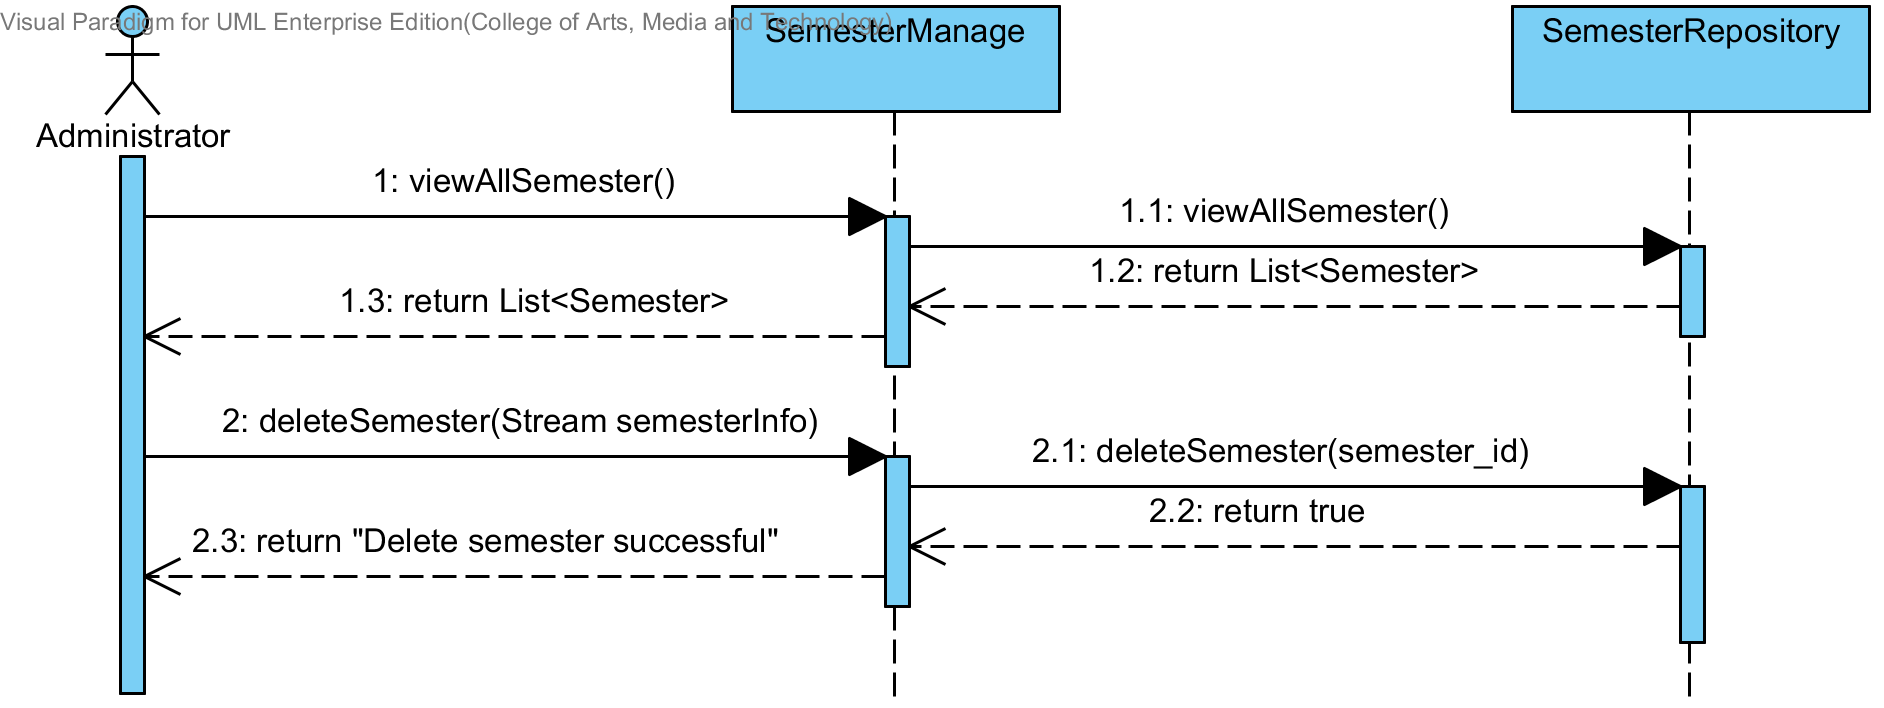 Visual Paradigm for UML Enterprise Edition(College of Arts, Media and Technology)
SemesterManage
SemesterRepository
Administrator
1: viewAllSemester()
1.1: viewAllSemester()
1.2: return List<Semester>
1.3: return List<Semester>
2: deleteSemester(Stream semesterInfo)
2.1: deleteSemester(semester_id)
2.2: return true
2.3: return "Delete semester successful"